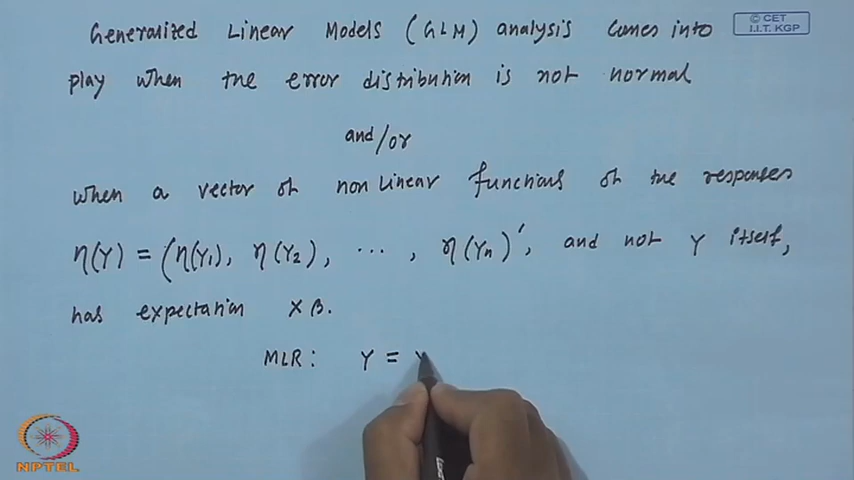 Generalized Linear Models (GLM) analysis comes into
© CET
I.I.T. KGP
play when the error distribution is not normal
and/or
when a vector of non linear functions of the responses
η(Y) = (η(Y₁), η(Y₂), ..., η(Yₙ)', and not Y itself,
has expectation Xβ.
MLR: Y =
NPTEL